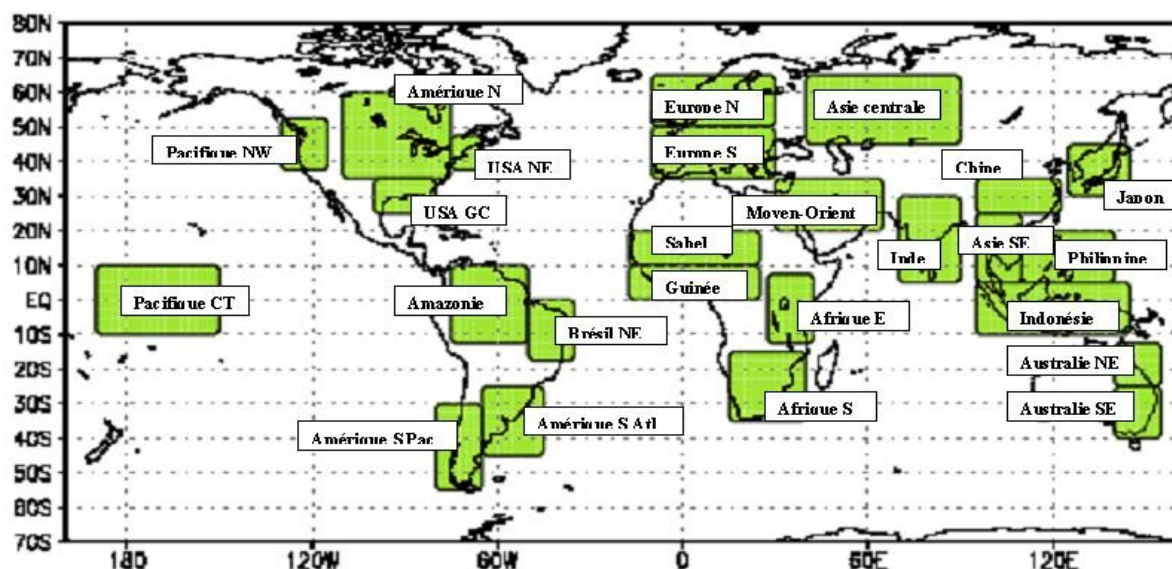 80N
70N
60N
50N
40N
30N
20N
10N
EQ
10S
20S
30S
40S
50S
60S
70S
80S
70S
Amérique N
Europe N
Asie centrale
Pacifique NW
USA NE
Europe S
Chine
Japon
USA GC
Moyen-Orient
Sahel
Inde
Asie SE
Philippine
Guinée
Pacifique CT
Amazonie
Brésil NE
Afrique E
Indonésie
Australie NE
Afrique S
Australie SE
Amérique S Pac
Amérique S Atl
180
120W
60W
0
60E
120E